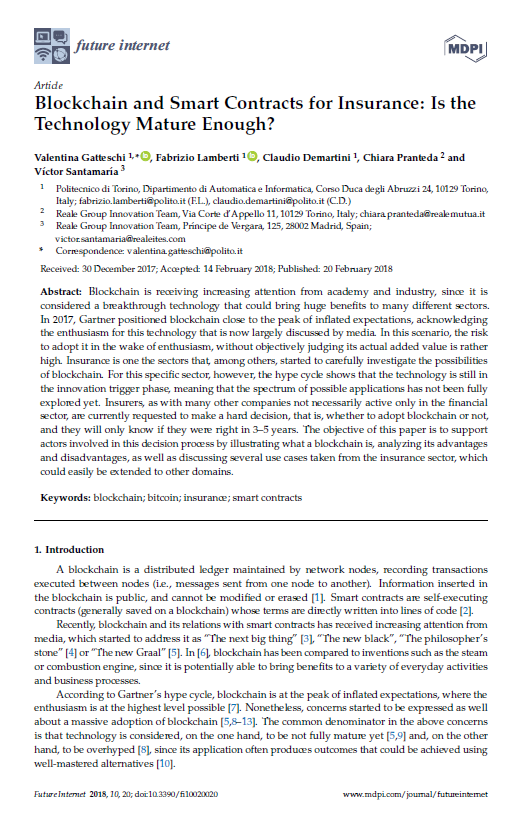 future internet
MDPI
Article
Blockchain and Smart Contracts for Insurance: Is the
Technology Mature Enough?
Valentina Gatteschi 1,* iD, Fabrizio Lamberti 1 iD, Claudio Demartini 1, Chiara Pranteda 2 and
Víctor Santamaría 3
1 Politecnico di Torino, Dipartimento di Automatica e Informatica, Corso Duca degli Abruzzi 24, 10129 Torino,
Italy; fabrizio.lamberti@polito.it (F.L.), claudio.demartini@polito.it (C.D.)
2 Reale Group Innovation Team, Via Corte d'Appello 11, 10129 Torino, Italy; chiara.pranteda@realemutua.it
3 Reale Group Innovation Team, Príncipe de Vergara, 125, 28002 Madrid, Spain;
victor.santamaria@realeites.com
* Correspondence: valentina.gatteschi@polito.it
Received: 30 December 2017; Accepted: 14 February 2018; Published: 20 February 2018
Abstract: Blockchain is receiving increasing attention from academy and industry, since it is
considered a breakthrough technology that could bring huge benefits to many different sectors.
In 2017, Gartner positioned blockchain close to the peak of inflated expectations, acknowledging
the enthusiasm for this technology that is now largely discussed by media. In this scenario, the risk
to adopt it in the wake of enthusiasm, without objectively judging its actual added value is rather
high. Insurance is one the sectors that, among others, started to carefully investigate the possibilities
of blockchain. For this specific sector, however, the hype cycle shows that the technology is still in
the innovation trigger phase, meaning that the spectrum of possible applications has not been fully
explored yet. Insurers, as with many other companies not necessarily active only in the financial
sector, are currently requested to make a hard decision, that is, whether to adopt blockchain or not,
and they will only know if they were right in 3–5 years. The objective of this paper is to support
actors involved in this decision process by illustrating what a blockchain is, analyzing its advantages
and disadvantages, as well as discussing several use cases taken from the insurance sector, which
could easily be extended to other domains.
Keywords: blockchain; bitcoin; insurance; smart contracts
1. Introduction
A blockchain is a distributed ledger maintained by network nodes, recording transactions
executed between nodes (i.e., messages sent from one node to another). Information inserted in
the blockchain is public, and cannot be modified or erased [1]. Smart contracts are self-executing
contracts (generally saved on a blockchain) whose terms are directly written into lines of code [2].
Recently, blockchain and its relations with smart contracts has received increasing attention from
media, which started to address it as "The next big thing" [3], "The new black", "The philosopher's
stone" [4] or "The new Graal" [5]. In [6], blockchain has been compared to inventions such as the steam
or combustion engine, since it is potentially able to bring benefits to a variety of everyday activities
and business processes.
According to Gartner's hype cycle, blockchain is at the peak of inflated expectations, where the
enthusiasm is at the highest level possible [7]. Nonetheless, concerns started to be expressed as well
about a massive adoption of blockchain [5,8–13]. The common denominator in the above concerns
is that technology is considered, on the one hand, to be not fully mature yet [5,9] and, on the other
hand, to be overhyped [8], since its application often produces outcomes that could be achieved using
well-mastered alternatives [10].
Future Internet 2018, 10, 20; doi:10.3390/fi10020020
www.mdpi.com/journal/futureinternet